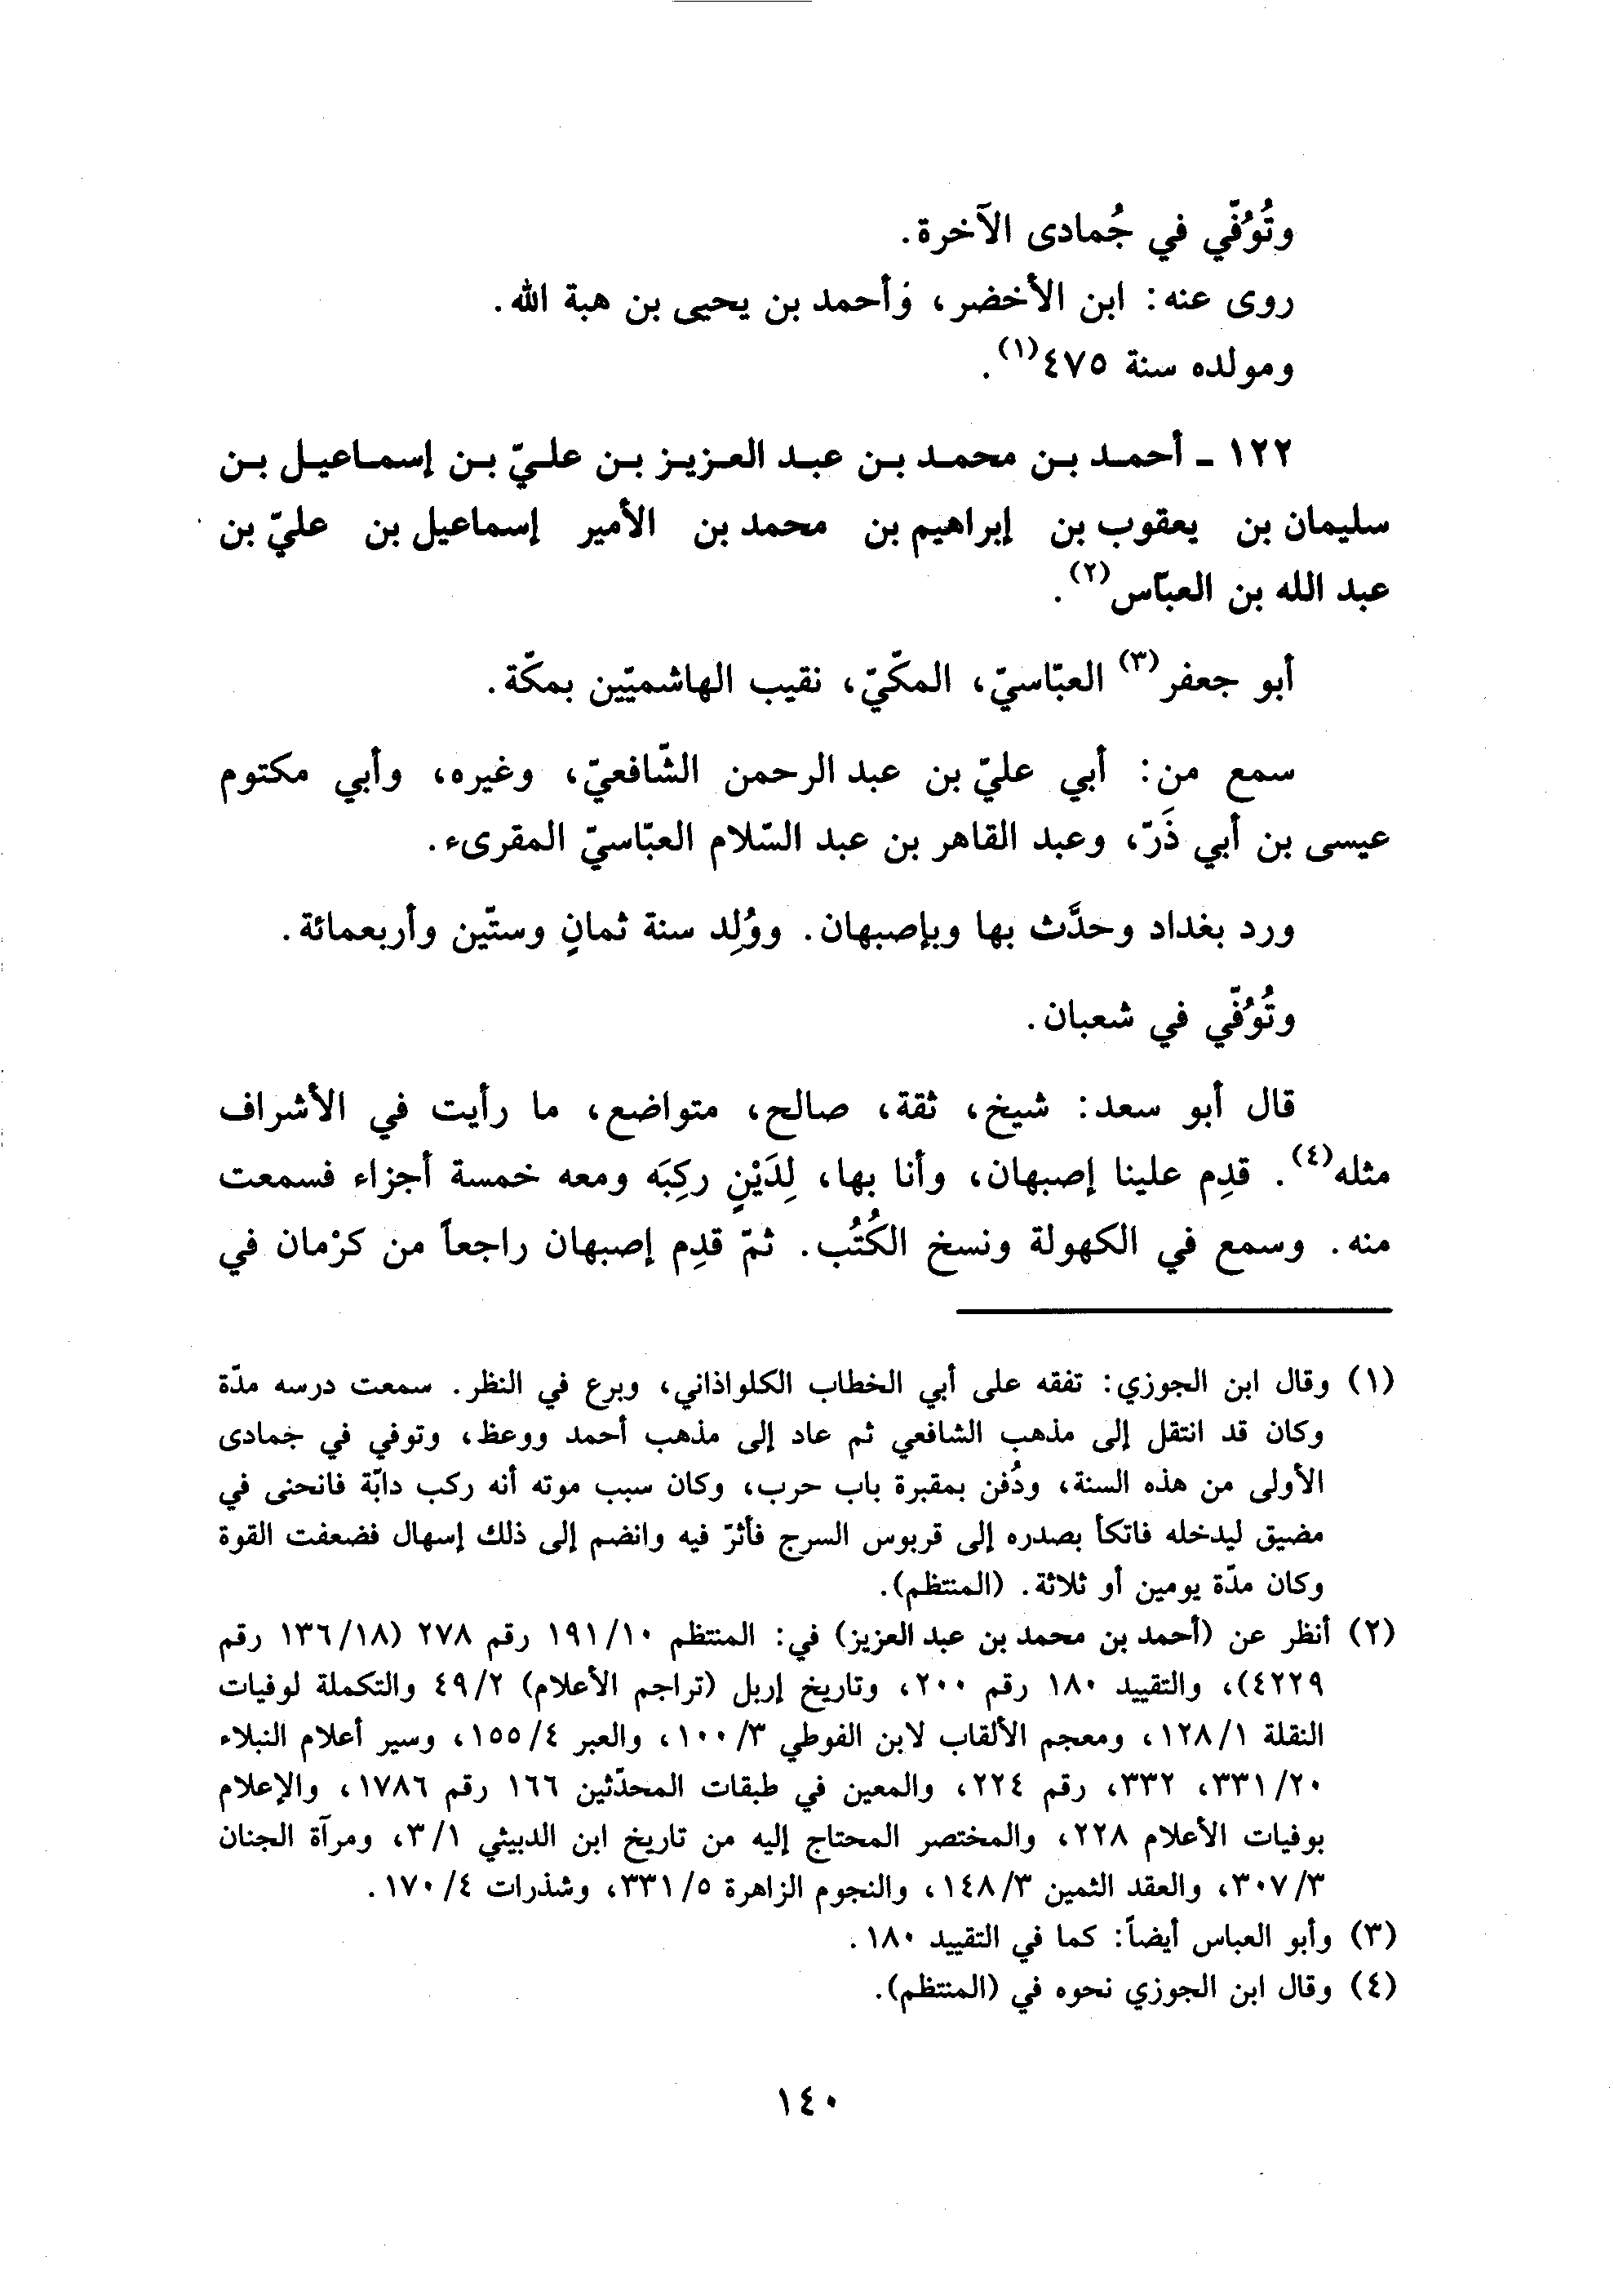 وتُوُفّي في جُمادى الآخرة.
روى عنه: ابن الأخضر، وأحمد بن يحيى بن هبة الله.
ومولده سنة ٤٧٥(١).
١٢٢ ـ أحمـد بـن محمـد بـن عبـد العـزيـز بـن علـيّ بـن إسمـاعيـل بـن
سليمان بن يعقوب بن إبراهيم بن محمد بن الأمير إسماعيل بن عليّ بن
عبد الله بن العبّاس(٢).
أبو جعفر(٣) العبّاسيّ، المكّيّ، نقيب الهاشميّين بمكّة.
سمع من: أبي عليّ بن عبد الرحمن الشّافعيّ، وغيره، وأبي مكتوم
عيسى بن أبي ذَرّ، وعبد القاهر بن عبد السّلام العبّاسيّ المقرىء.
ورد بغداد وحدَّث بها وبإصبهان. ووُلِد سنة ثمانٍ وستّين وأربعمائة.
وتُوُفّي في شعبان.
قال أبو سعد: شيخ، ثقة، صالح، متواضع، ما رأيت في الأشراف
مثله(٤). قدِم علينا إصبهان، وأنا بها، لِدَيْنٍ ركِبَه ومعه خمسة أجزاء فسمعت
منه. وسمع في الكهولة ونسخ الكُتُب. ثمّ قدِم إصبهان راجعاً من كرْمان في
(١) وقال ابن الجوزي: تفقه على أبي الخطاب الكلواذاني، وبرع في النظر. سمعت درسه مدّة
وكان قد انتقل إلى مذهب الشافعي ثم عاد إلى مذهب أحمد ووعظ، وتوفي في جمادى
الأولى من هذه السنة، ودُفن بمقبرة باب حرب، وكان سبب موته أنه ركب دابّة فانحنى في
مضيق ليدخله فاتكأ بصدره إلى قربوس السرج فأثرّ فيه وانضم إلى ذلك إسهال فضعفت القوة
وكان مدّة يومين أو ثلاثة. (المنتظم).
(٢) أنظر عن (أحمد بن محمد بن عبد العزيز) في: المنتظم ١٩١/١٠ رقم ٢٧٨ (١٣٦/١٨ رقم
٤٢٢٩)، والتقييد ١٨٠ رقم ٢٠٠، وتاريخ إربل (تراجم الأعلام) ٤٩/٢ والتكملة لوفيات
النقلة ١٢٨/١، ومعجم الألقاب لابن الفوطي ١٠٠/٣، والعبر ١٥٥/٤، وسير أعلام النبلاء
٣٣١/٢٠، ٣٣٢، رقم ٢٢٤، والمعين في طبقات المحدّثين ١٦٦ رقم ١٧٨٦، والإعلام
بوفيات الأعلام ٢٢٨، والمختصر المحتاج إليه من تاريخ ابن الدبيثي ٣/١، ومرآة الجنان
٣٠٧/٣، والعقد الثمين ١٤٨/٣، والنجوم الزاهرة ٣٣١/٥، وشذرات ١٧٠/٤.
(٣) وأبو العباس أيضاً: كما في التقييد ١٨٠.
(٤) وقال ابن الجوزي نحوه في (المنتظم).
١٤٠